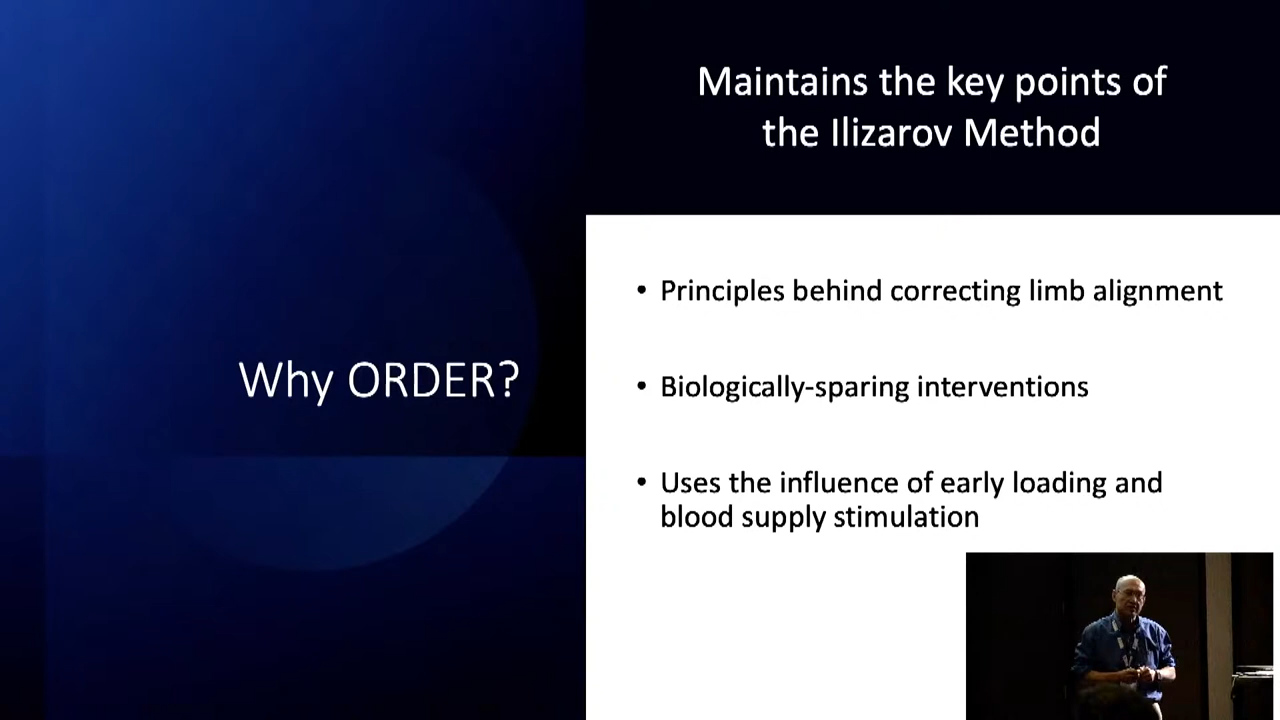 Maintains the key points of
the Ilizarov Method
Why ORDER?
• Principles behind correcting limb alignment
• Biologically-sparing interventions
• Uses the influence of early loading and
blood supply stimulation